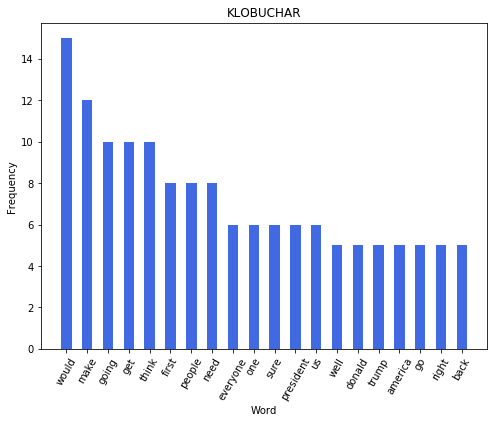 KLOBUCHAR
Frequency
14
12
10
8
6
4
2
0
would make going get think first people need everyone one sure president us well donald trump america go right back
Word